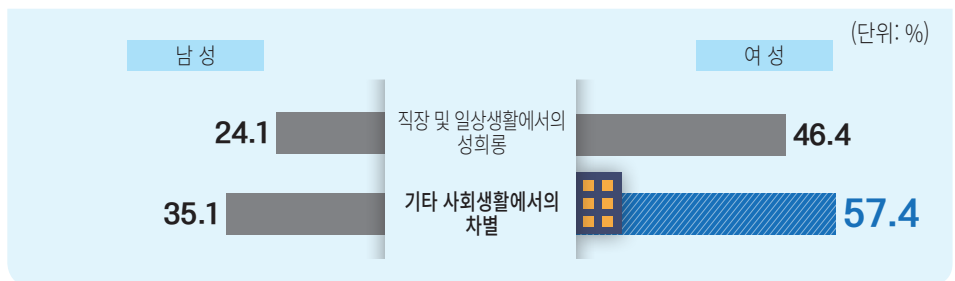 (단위: %)
남 성
여 성
24.1
직장 및 일상생활에서의
성희롱
46.4
35.1
기타 사회생활에서의
차별
57.4